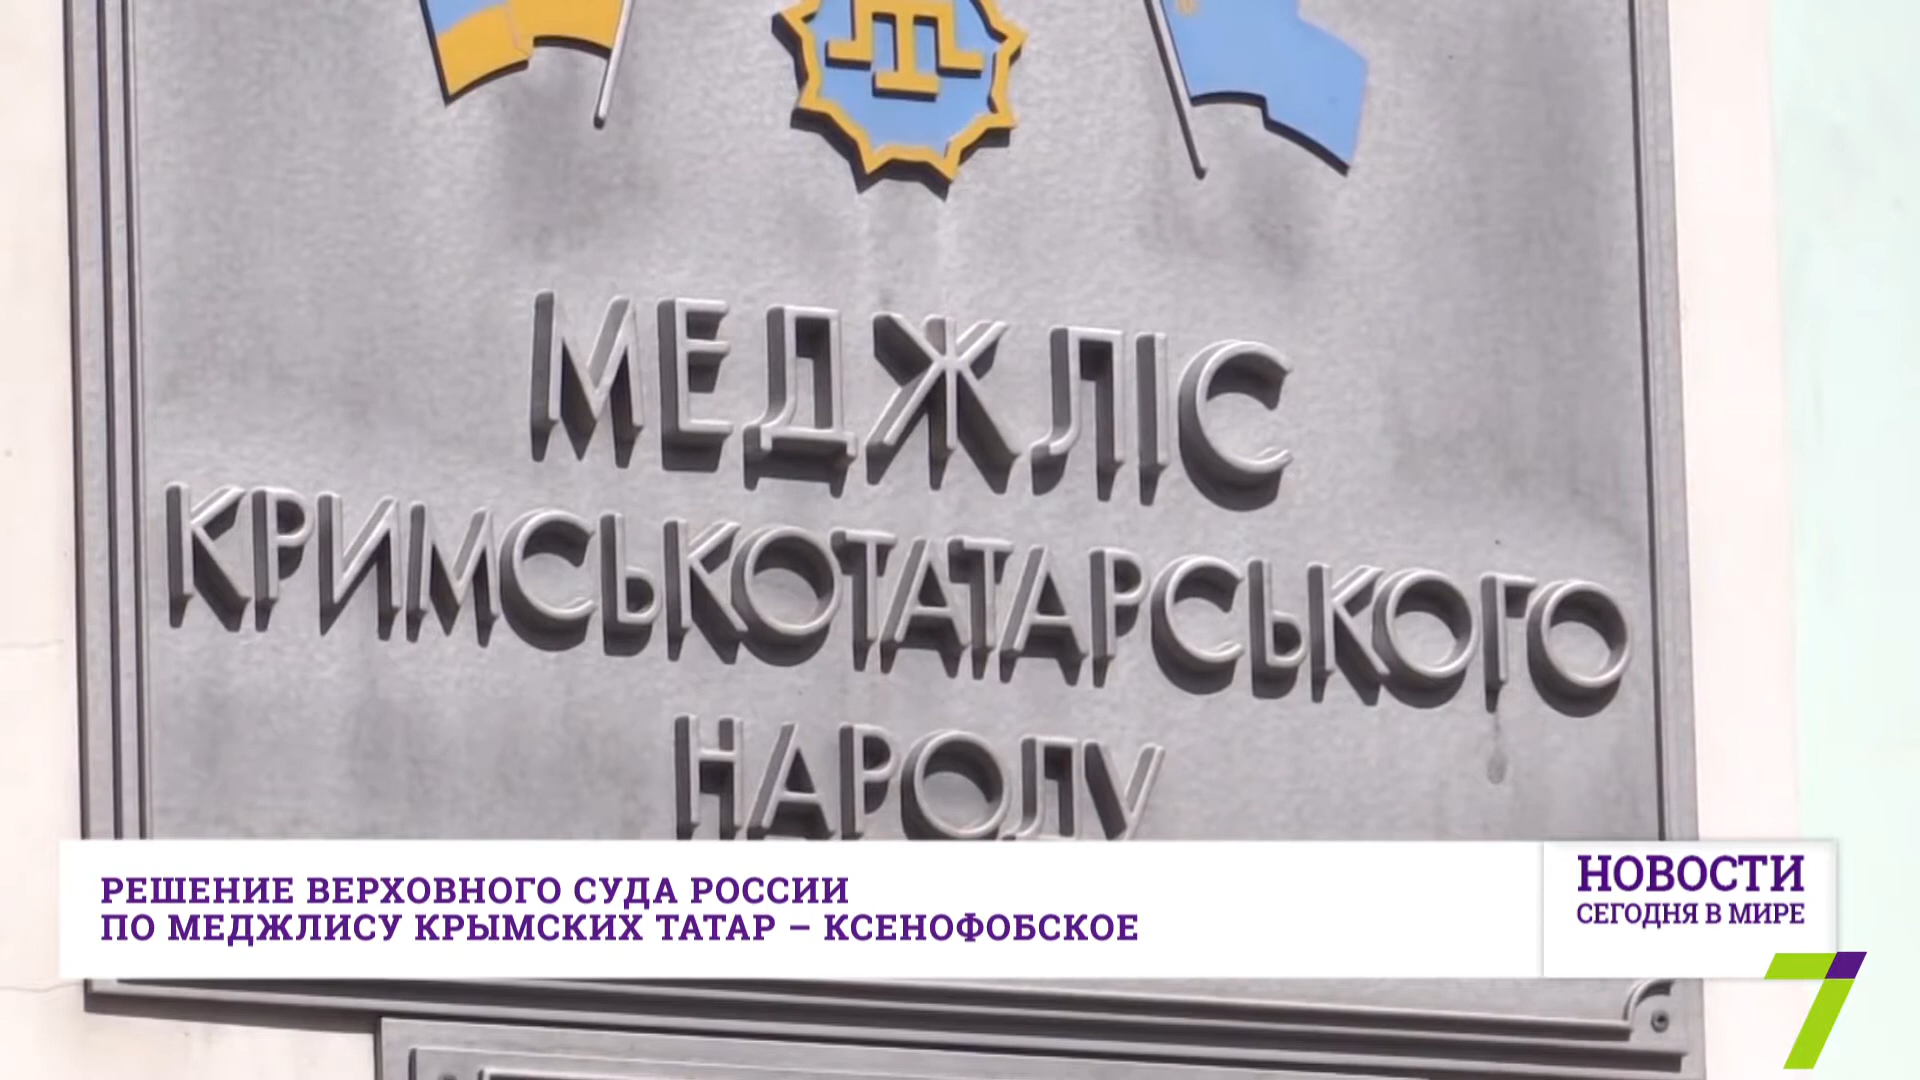 МЕДЖЛІС
КРИМСЬКОТАТАРСЬКОГО
НАРОДУ
РЕШЕНИЕ ВЕРХОВНОГО СУДА РОССИИ
ПО МЕДЖЛИСУ КРЫМСКИХ ТАТАР – КСЕНОФОБСКОЕ
НОВОСТИ
СЕГОДНЯ В МИРЕ
7